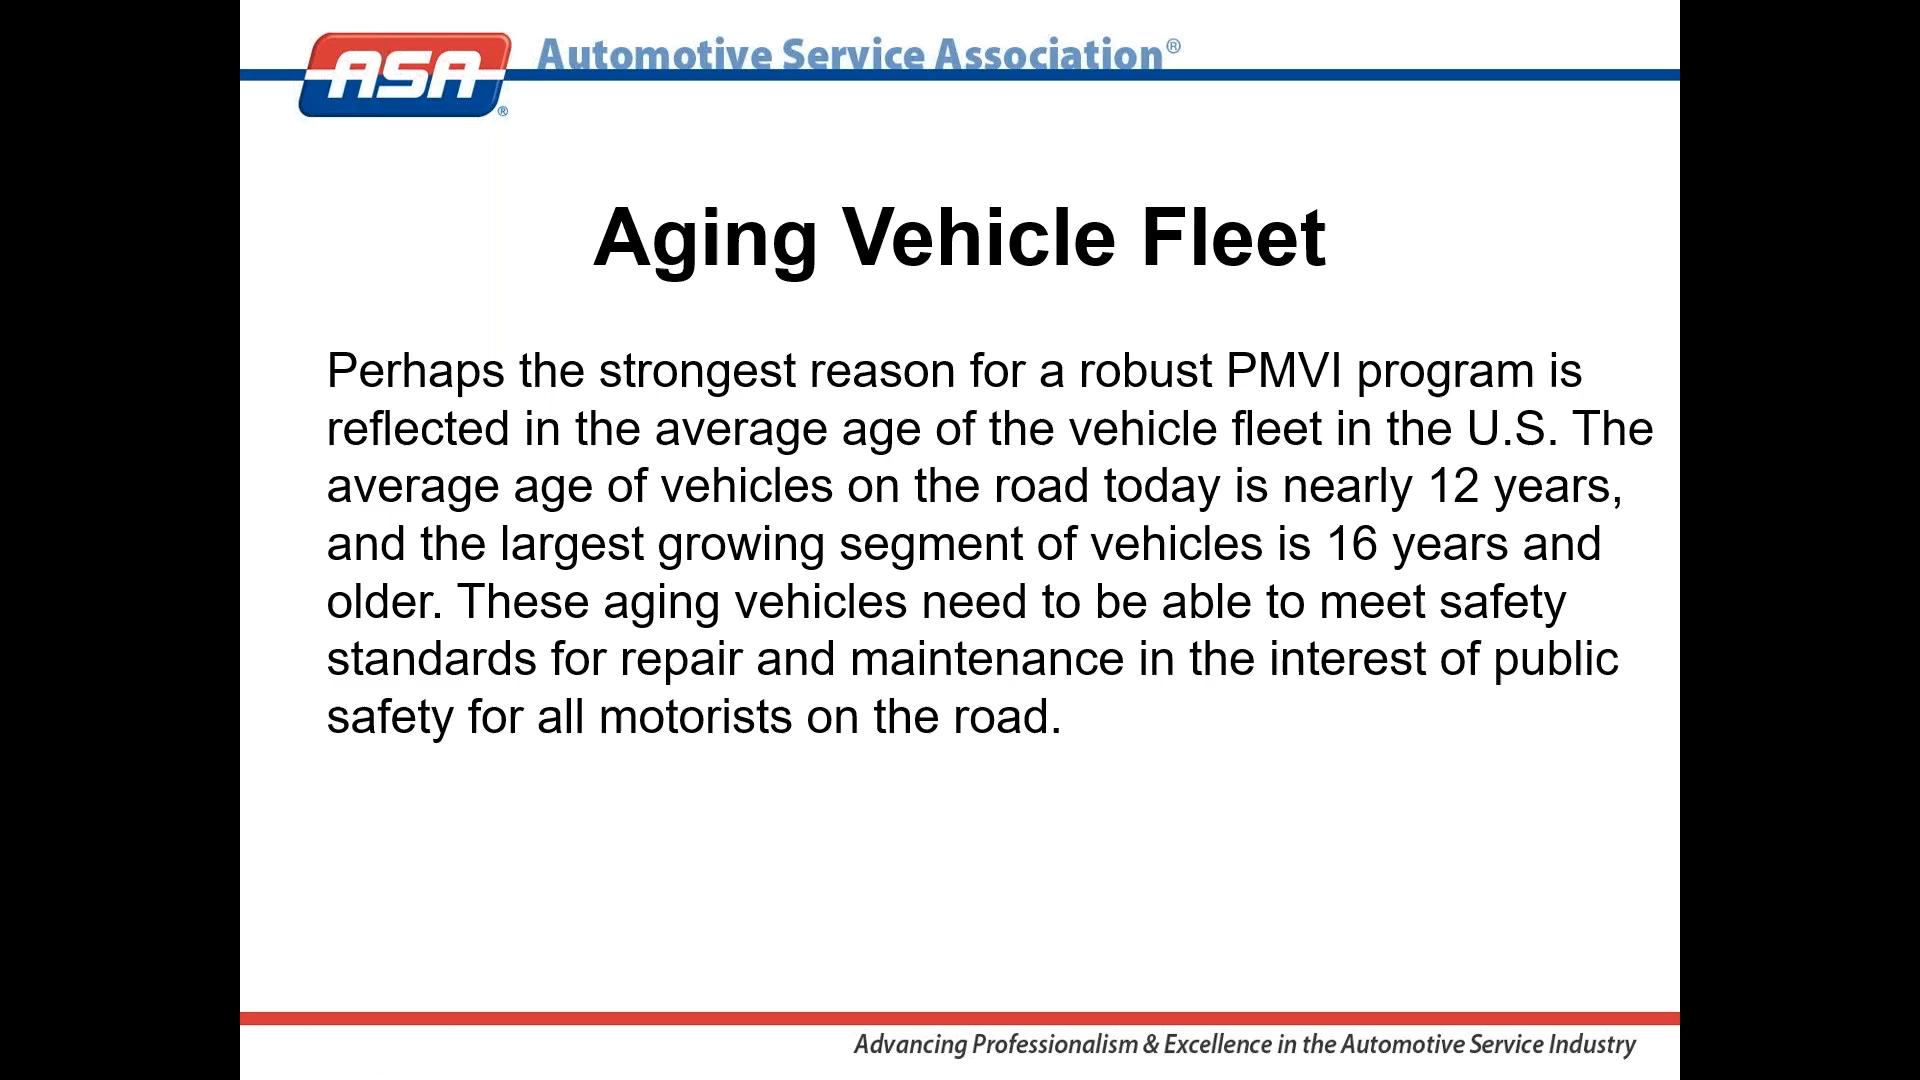 ASA®
Automotive Service Association®
Aging Vehicle Fleet
Perhaps the strongest reason for a robust PMVI program is
reflected in the average age of the vehicle fleet in the U.S. The
average age of vehicles on the road today is nearly 12 years,
and the largest growing segment of vehicles is 16 years and
older. These aging vehicles need to be able to meet safety
standards for repair and maintenance in the interest of public
safety for all motorists on the road.
Advancing Professionalism & Excellence in the Automotive Service Industry